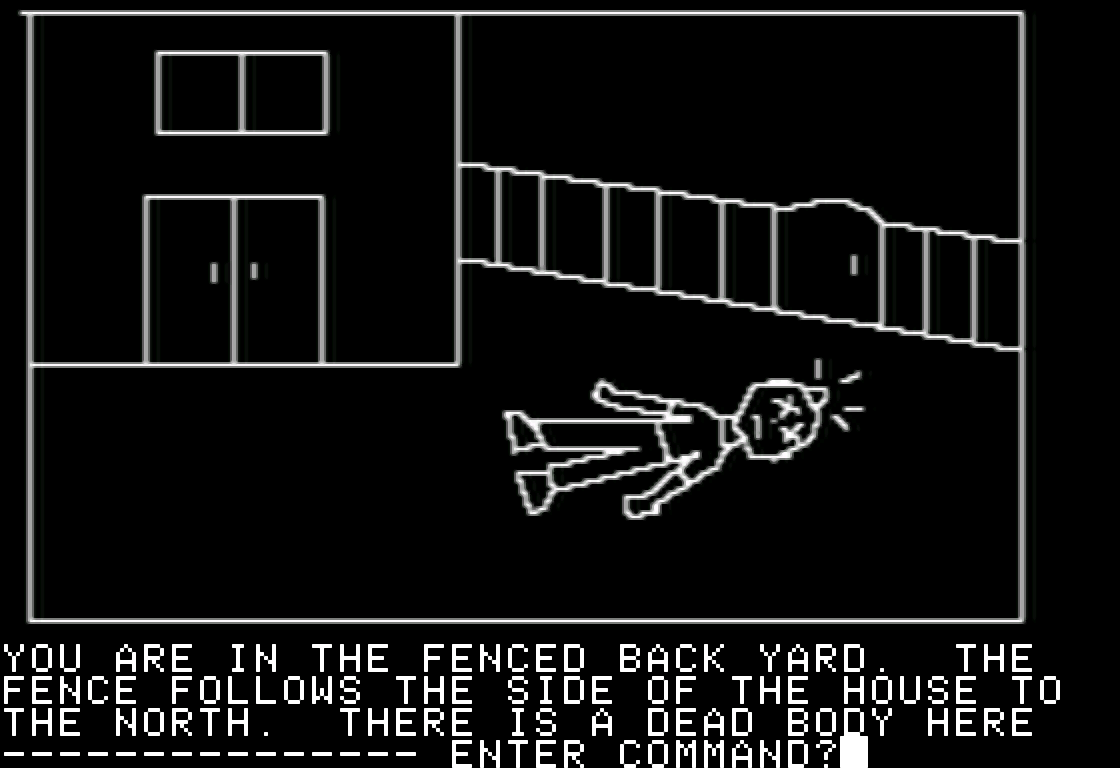 YOU ARE IN THE FENCED BACK YARD.  THE
FENCE FOLLOWS THE SIDE OF THE HOUSE TO
THE NORTH.  THERE IS A DEAD BODY HERE
--------------- ENTER COMMAND?